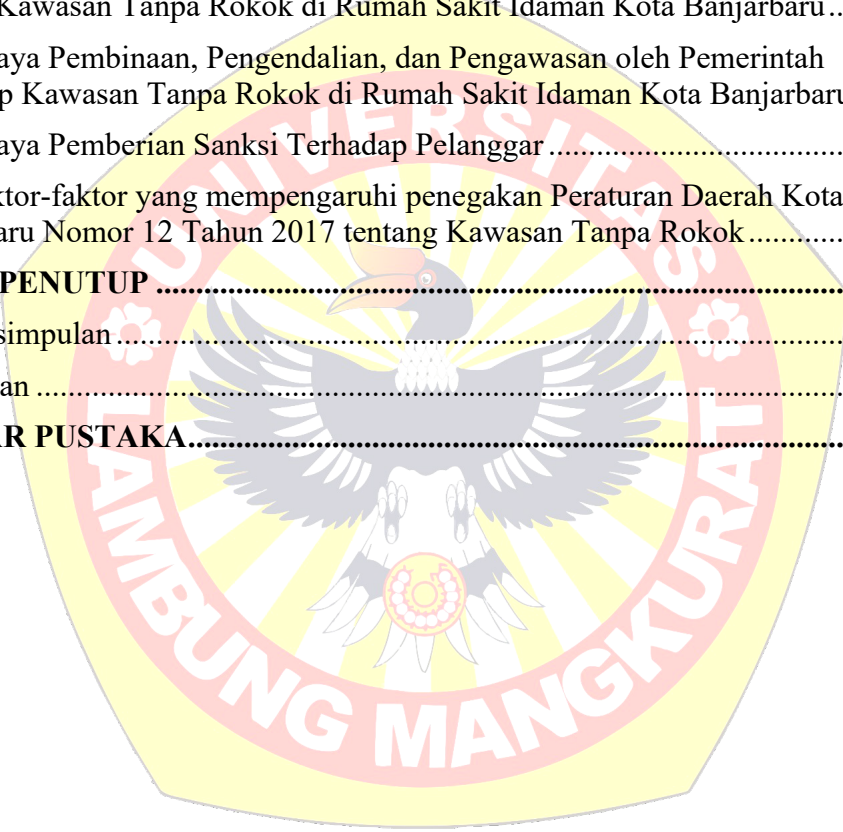 Kawasan Tanpa Rokok di Rumah Sakit Idaman Kota Banjarbaru..
aya Pembinaan, Pengendalian, dan Pengawasan oleh Pemerintah
p Kawasan Tanpa Rokok di Rumah Sakit Idaman Kota Banjarbaru
aya Pemberian Sanksi Terhadap Pelanggar....................................
ktor-faktor yang mempengaruhi penegakan Peraturan Daerah Kota
aru Nomor 12 Tahun 2017 tentang Kawasan Tanpa Rokok............
PENUTUP ...........................................................................................
simpulan..............................................................................................
an ........................................................................................................
AR PUSTAKA.......................................................................................
UNIVERSITAS
LAMBUNG MANGKURAT